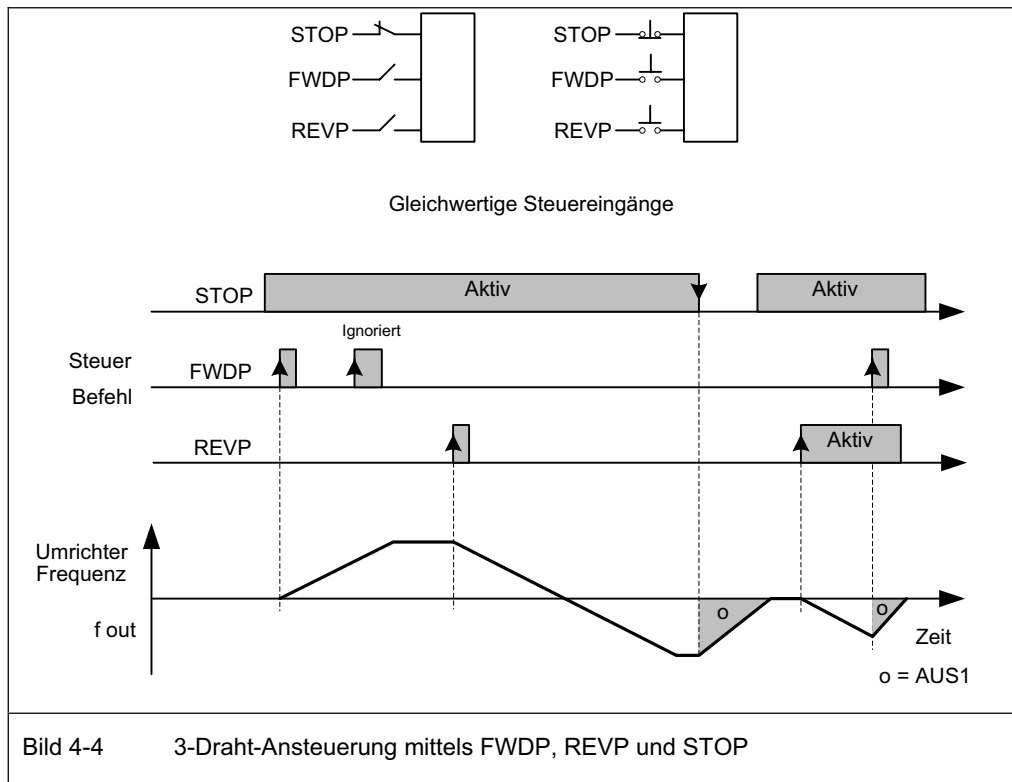 STOP STOP
FWDP FWDP
REVP REVP
Gleichwertige Steuereingänge
STOP Aktiv Aktiv
Ignoriert
Steuer
Befehl
FWDP
REVP Aktiv
Umrichter
Frequenz
f out
o o
Zeit
o = AUS1
Bild 4-4 3-Draht-Ansteuerung mittels FWDP, REVP und STOP